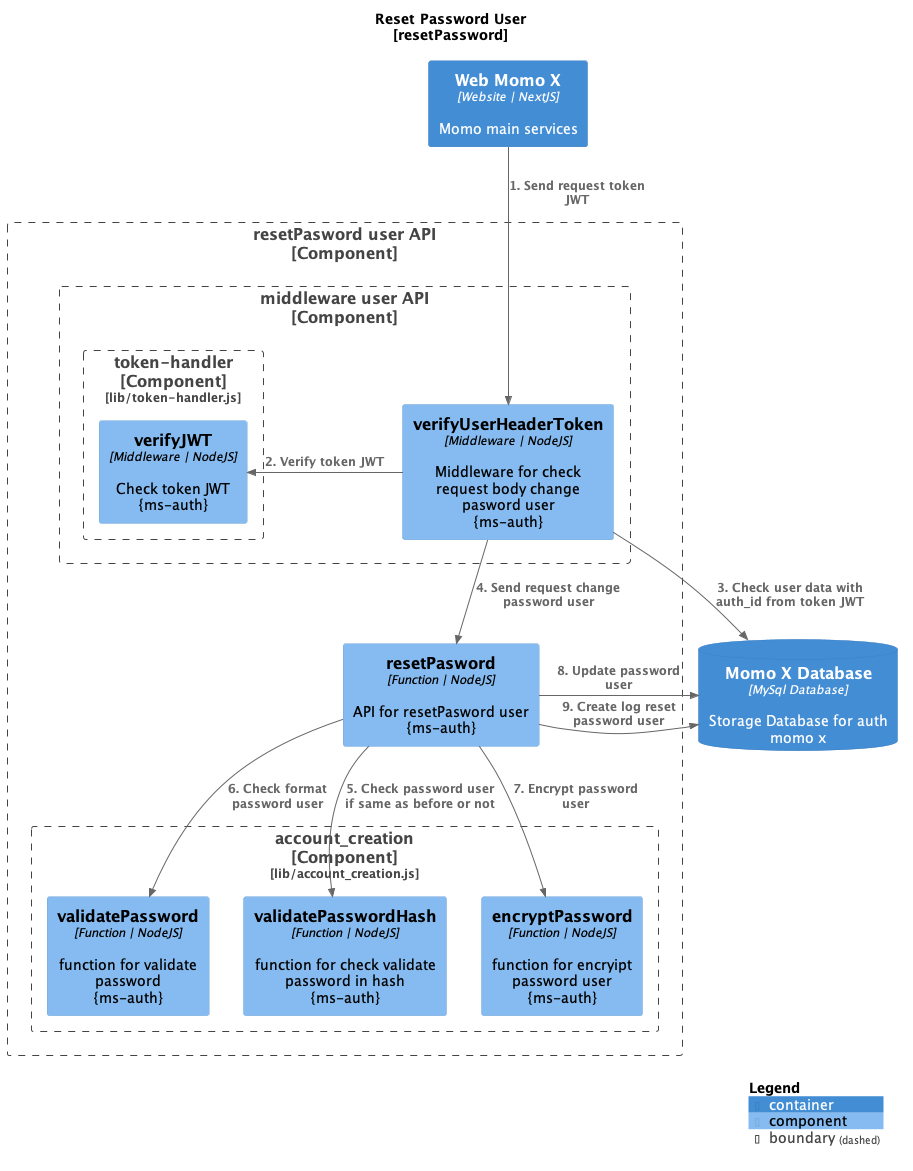 Reset Password User
[resetPassword]
Web Momo X
[Website | NextJS]
Momo main services
1. Send request token
JWT
resetPasword user API
[Component]
middleware user API
[Component]
token-handler
[Component]
[lib/token-handler.js]
verifyJWT
[Middleware | NodeJS]
Check token JWT
{ms-auth}
2. Verify token JWT
verifyUserHeaderToken
[Middleware | NodeJS]
Middleware for check
request body change
pasword user
{ms-auth}
4. Send request change
password user
3. Check user data with
auth_id from token JWT
resetPasword
[Function | NodeJS]
API for resetPasword user
{ms-auth}
8. Update password
user
9. Create log reset
password user
Momo X Database
[MySql Database]
Storage Database for auth
momo x
6. Check format
password user
5. Check password user
if same as before or not
7. Encrypt password
user
account_creation
[Component]
[lib/account_creation.js]
validatePassword
[Function | NodeJS]
function for validate
password
{ms-auth}
validatePasswordHash
[Function | NodeJS]
function for check validate
password in hash
{ms-auth}
encryptPassword
[Function | NodeJS]
function for encryipt
password user
{ms-auth}
Legend
container
component
boundary (dashed)